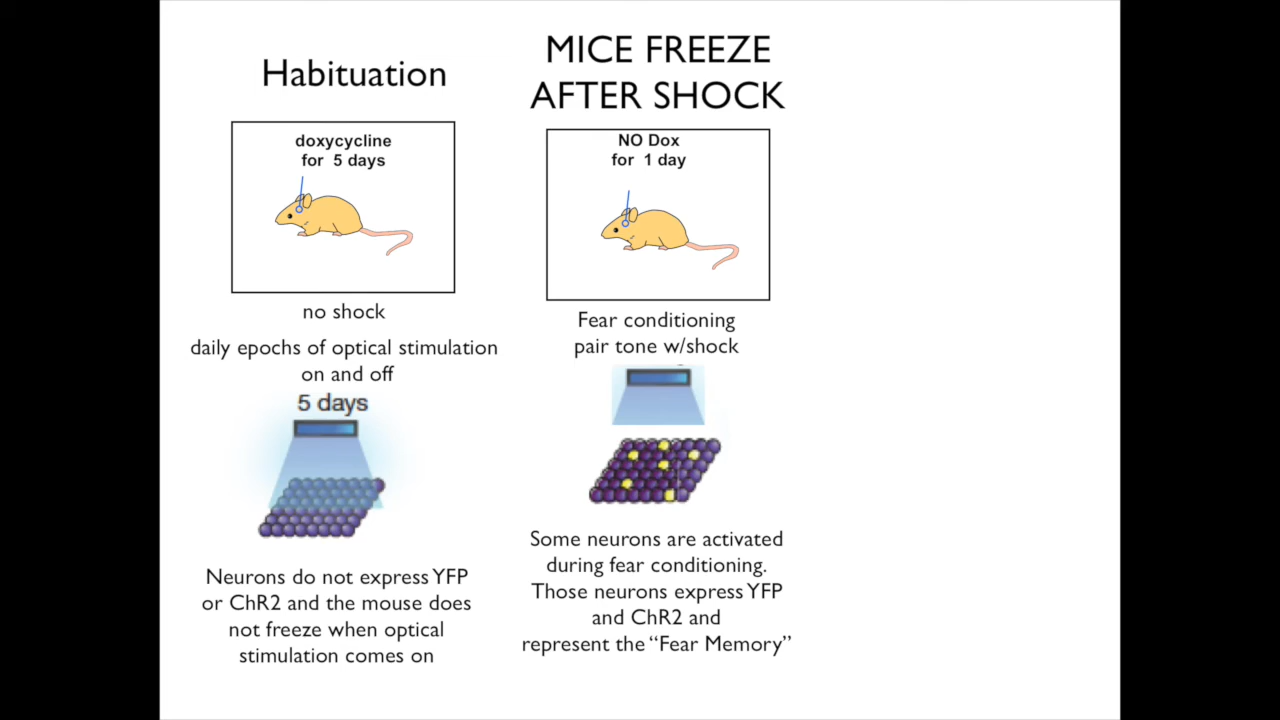 Habituation
doxycycline
for 5 days
no shock
daily epochs of optical stimulation
on and off
5 days
Neurons do not express YFP
or ChR2 and the mouse does
not freeze when optical
stimulation comes on
MICE FREEZE
AFTER SHOCK
NO Dox
for 1 day
Fear conditioning
pair tone w/shock
Some neurons are activated
during fear conditioning.
Those neurons express YFP
and ChR2 and
represent the “Fear Memory”